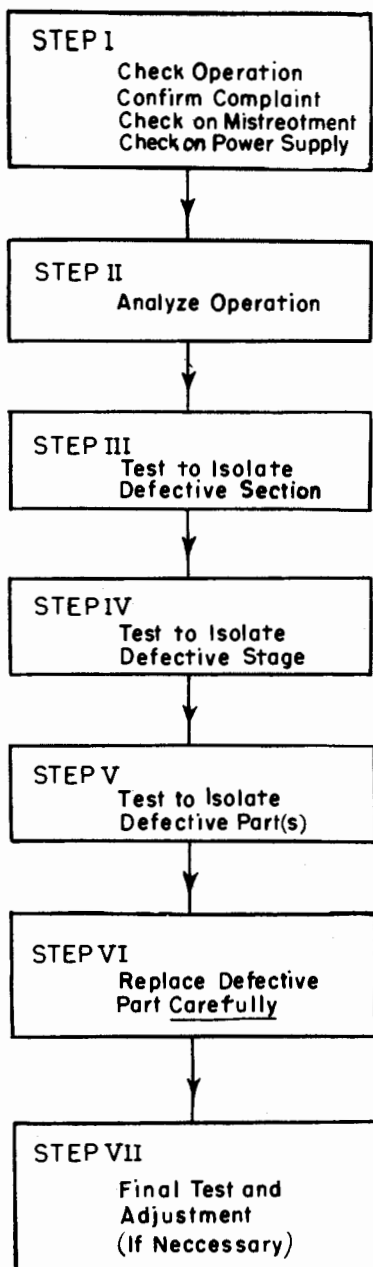 STEP I
Check Operation
Confirm Complaint
Check on Mistreotment
Check on Power Supply
STEP II
Analyze Operation
STEP III
Test to Isolate
Defective Section
STEP IV
Test to Isolate
Defective Stage
STEP V
Test to Isolate
Defective Part(s)
STEP VI
Replace Defective
Part Carefully
STEP VII
Final Test and
Adjustment
(If Neccessary)